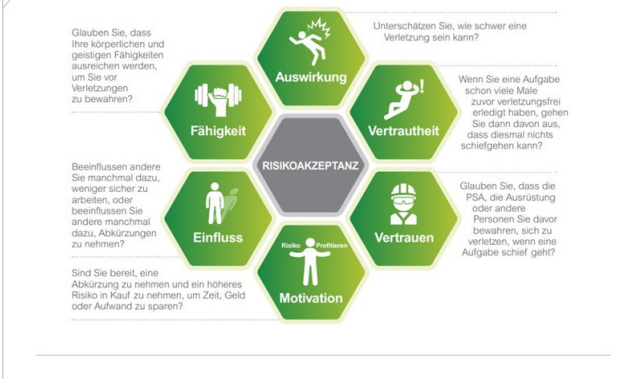 Glauben Sie, dass
Ihre körperlichen und
geistigen Fähigkeiten
ausreichen werden,
um Sie vor
Verletzungen
zu bewahren?
Fähigkeit
Auswirkung
Unterschätzen Sie, wie schwer eine
Verletzung sein kann?
!
Vertrautheit
Wenn Sie eine Aufgabe
schon viele Male
zuvor verletzungsfrei
erledigt haben, gehen
Sie dann davon aus,
dass diesmal nichts
schiefgehen kann?
RISIKOAKZEPTANZ
Beeinflussen andere
Sie manchmal dazu,
weniger sicher zu
arbeiten, oder
beeinflussen Sie
andere manchmal
dazu, Abkürzungen
zu nehmen?
Einfluss
Vertrauen
Glauben Sie, dass die
PSA, die Ausrüstung
oder andere
Personen Sie davor
bewahren, sich zu
verletzen, wenn eine
Aufgabe schief geht?
Risiko Profitieren
Motivation
Sind Sie bereit, eine
Abkürzung zu nehmen und ein höheres
Risiko in Kauf zu nehmen, um Zeit, Geld
oder Aufwand zu sparen?